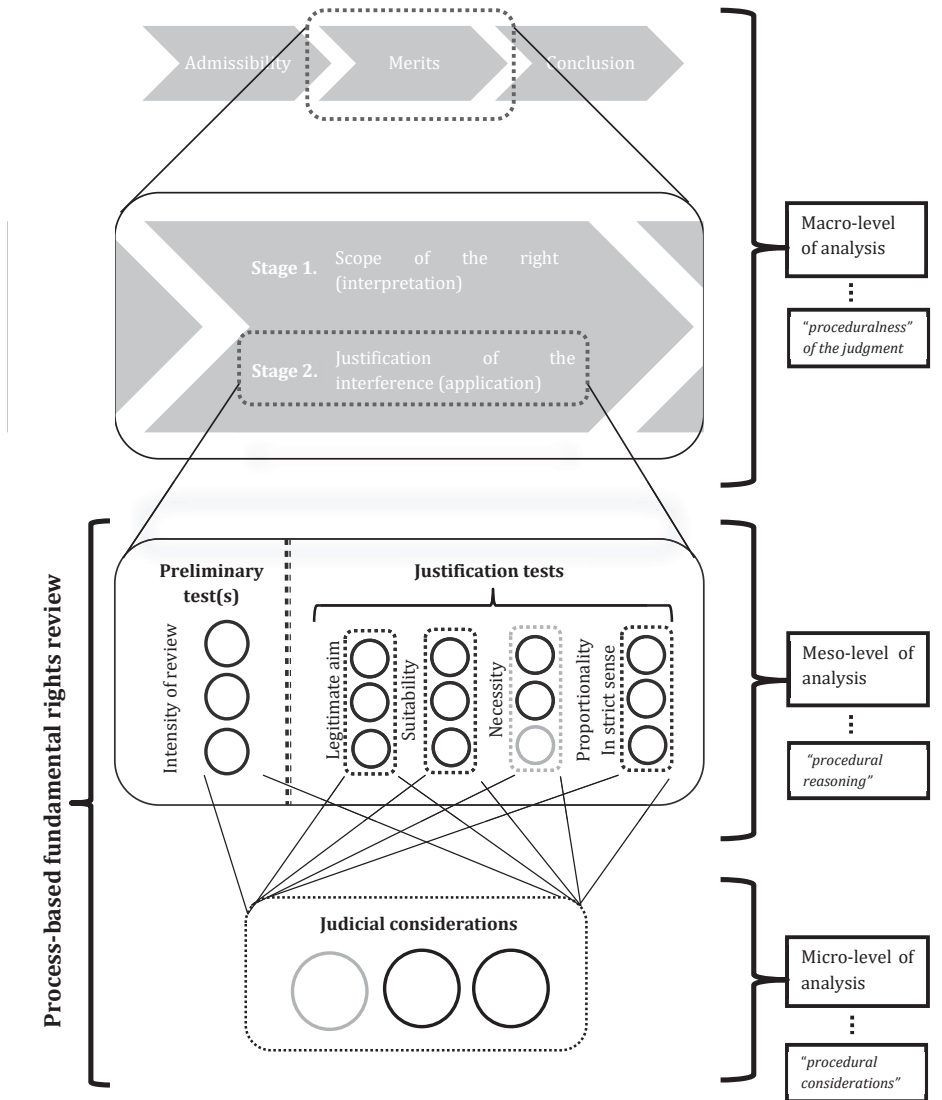 Admissibility
Merits
Conclusion
Stage 1.
Scope of the right
(interpretation)
Stage 2.
Justification of the
interference (application)
Macro-level
of analysis
“proceduralness”
of the judgment
Process-based fundamental rights review
Preliminary
test(s)
Intensity of review
Justification tests
Legitimate aim
Suitability
Necessity
Proportionality
In strict sense
Meso-level of
analysis
“procedural
reasoning”
Judicial considerations
Micro-level of
analysis
“procedural
considerations”